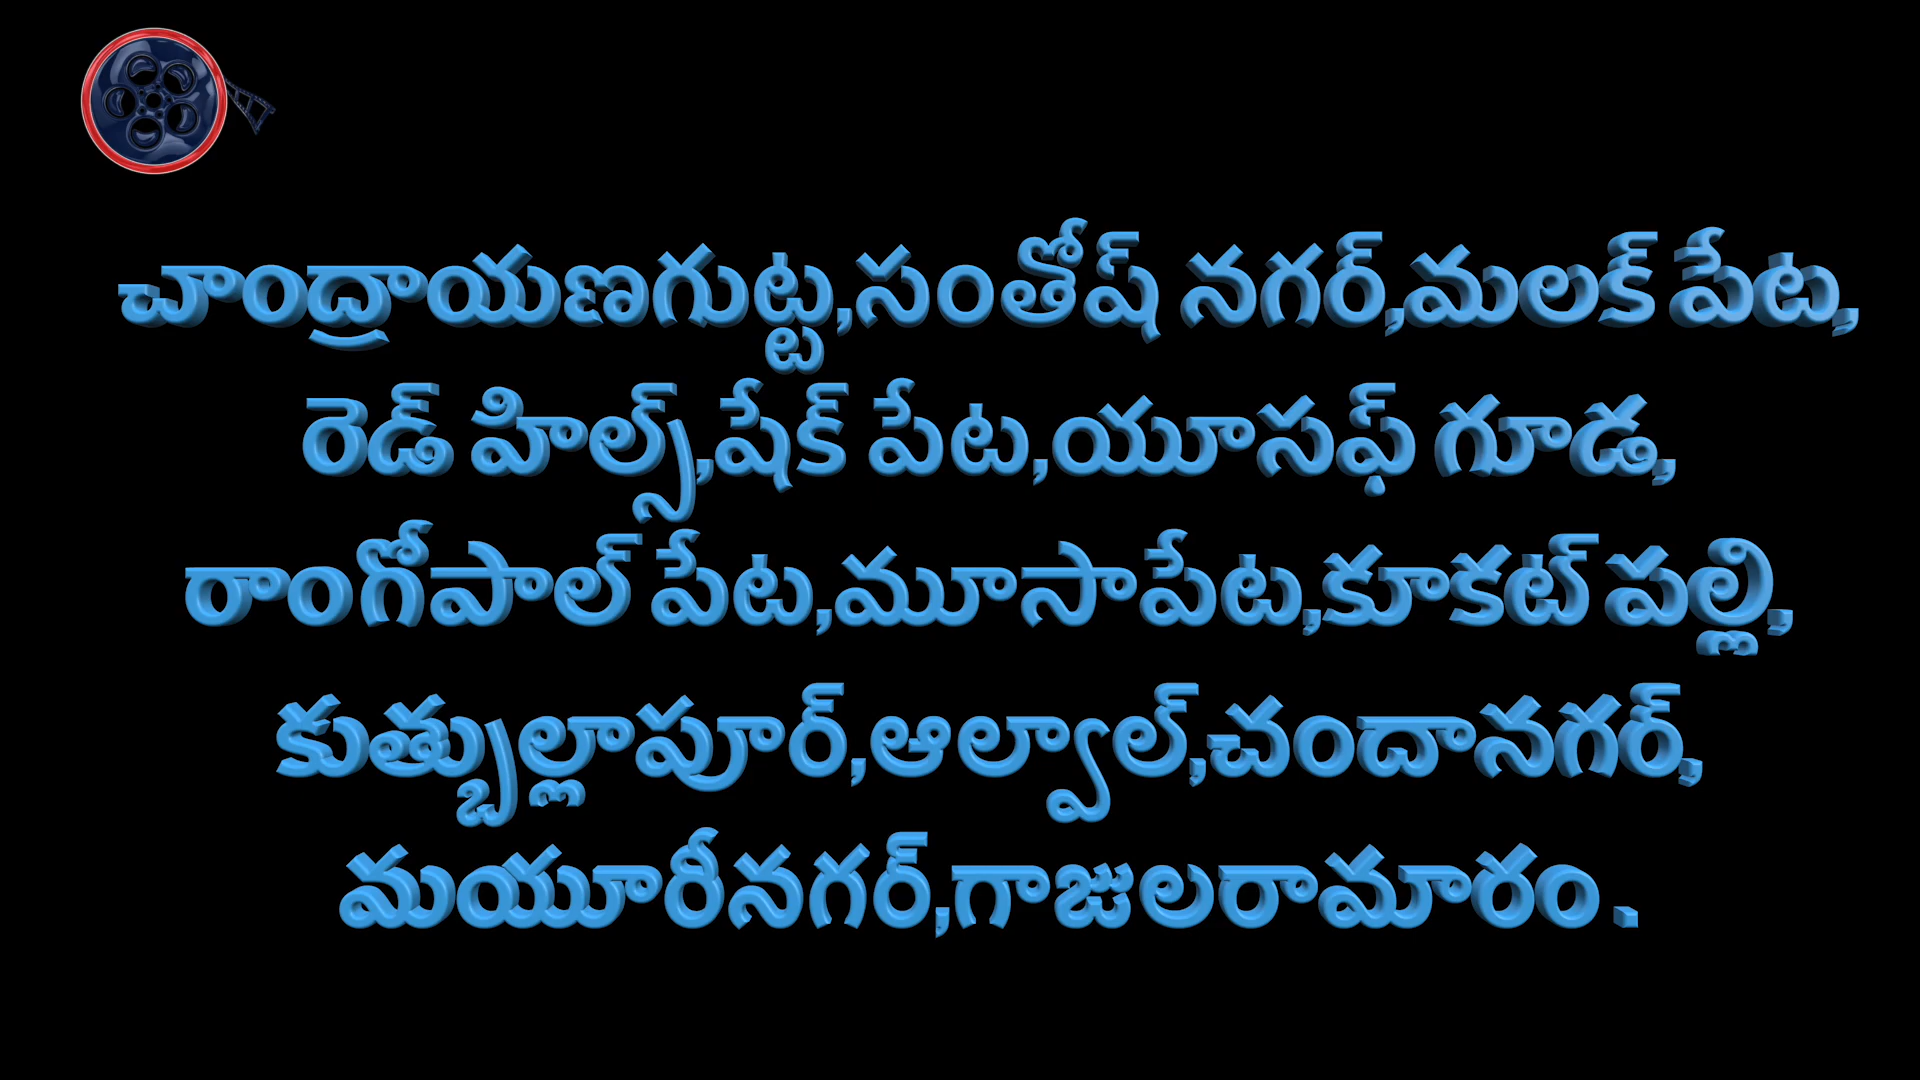 చాంద్రాయణగుట్ట,సంతోష్ నగర్,మలక్ పేట,
రెడ్ హిల్స్,షేక్ పేట,యూసఫ్ గూడ,
రాంగోపాల్ పేట,మూసాపేట,కూకట్ పల్లి,
కుత్బుల్లాపూర్,ఆల్వాల్,చందానగర్,
మయూరీనగర్,గాజులరామారం.